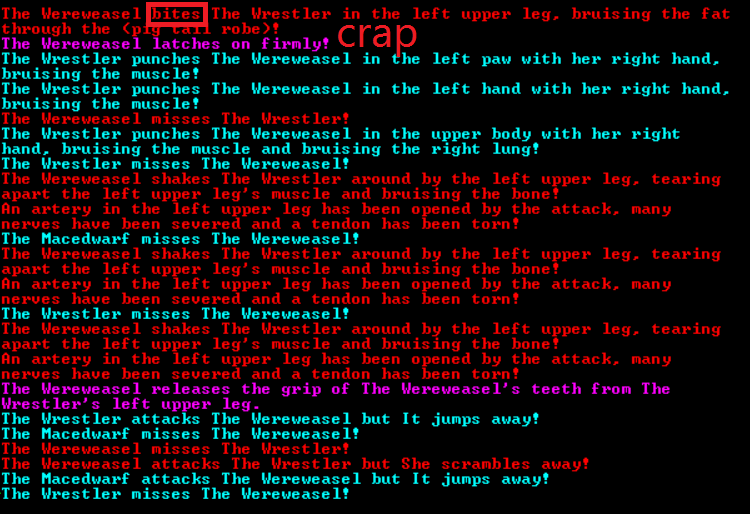 The Wereweasel bites The Wrestler in the left upper leg, bruising the fat
through the (pig tail robe)!
crap
The Wereweasel latches on firmly!
The Wrestler punches The Wereweasel in the left paw with her right hand,
bruising the muscle!
The Wrestler punches The Wereweasel in the left hand with her right hand,
bruising the muscle!
The Wereweasel misses The Wrestler!
The Wrestler punches The Wereweasel in the upper body with her right
hand, bruising the muscle and bruising the right lung!
The Wrestler misses The Wereweasel!
The Wereweasel shakes The Wrestler around by the left upper leg, tearing
apart the left upper leg's muscle and bruising the bone!
An artery in the left upper leg has been opened by the attack, many
nerves have been severed and a tendon has been torn!
The Macedwarf misses The Wereweasel!
The Wereweasel shakes The Wrestler around by the left upper leg, tearing
apart the left upper leg's muscle and bruising the bone!
An artery in the left upper leg has been opened by the attack, many
nerves have been severed and a tendon has been torn!
The Wrestler misses The Wereweasel!
The Wereweasel shakes The Wrestler around by the left upper leg, tearing
apart the left upper leg's muscle and bruising the bone!
An artery in the left upper leg has been opened by the attack, many
nerves have been severed and a tendon has been torn!
The Wereweasel releases the grip of The Wereweasel's teeth from The
Wrestler's left upper leg.
The Wrestler attacks The Wereweasel but It jumps away!
The Macedwarf misses The Wereweasel!
The Wereweasel misses The Wrestler!
The Wereweasel attacks The Wrestler but She scrambles away!
The Macedwarf attacks The Wereweasel but It jumps away!
The Wrestler misses The Wereweasel!